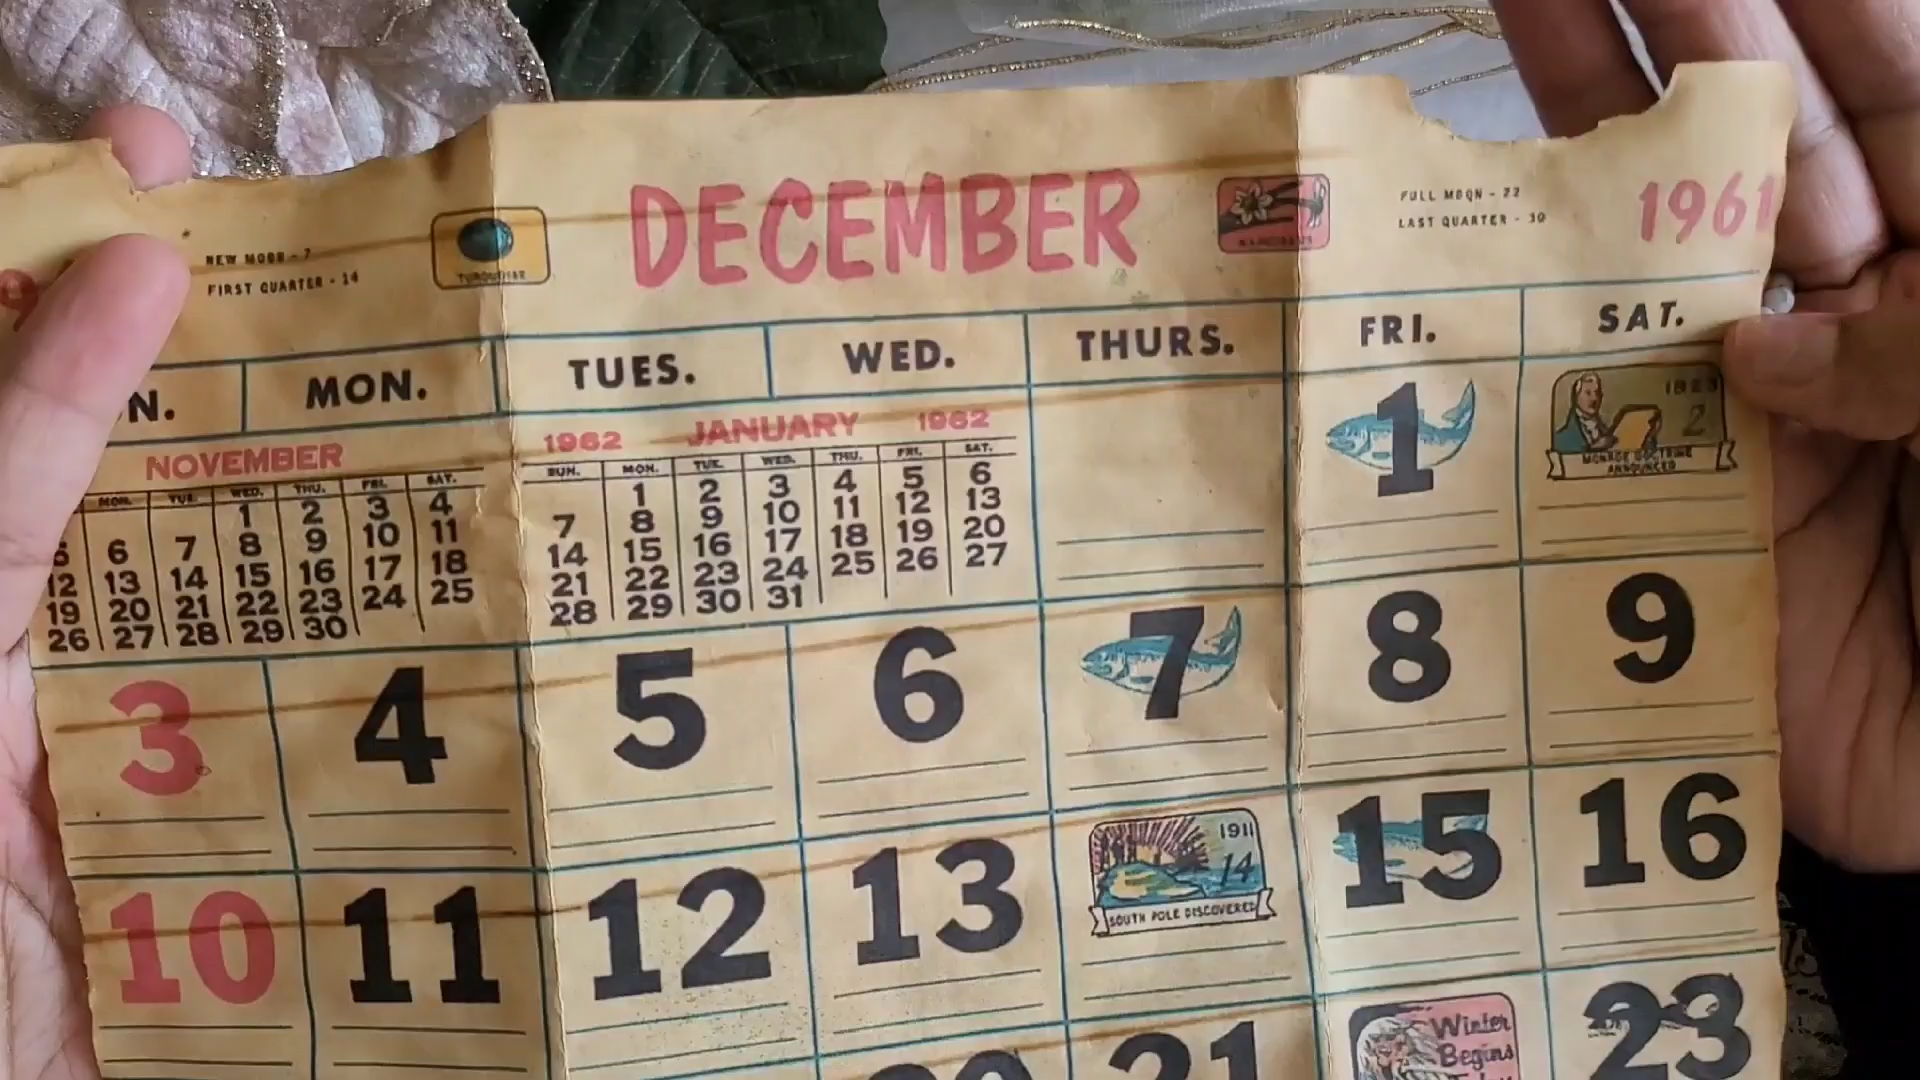 DECEMBER
1961
NEW MOON - 7
FIRST QUARTER - 14
TURQUOISE
NARCISSUS
FULL MOON - 22
LAST QUARTER - 30
N. MON. TUES. WED. THURS. FRI. SAT.
NOVEMBER
MON. TUE. WED. THU. FRI. SAT.
1 2 3 4
5 6 7 8 9 10 11
12 13 14 15 16 17 18
19 20 21 22 23 24 25
26 27 28 29 30
1962 JANUARY 1962
SUN. MON. TUE. WED. THU. FRI. SAT.
1 2 3 4 5 6
7 8 9 10 11 12 13
14 15 16 17 18 19 20
21 22 23 24 25 26 27
28 29 30 31
1
1823
2
MONROE DOCTRINE
ANNOUNCED
3 4 5 6 7 8 9
10 11 12 13
1911
14
SOUTH POLE DISCOVERED
15 16
20 21
Winter
Begins
Today
23